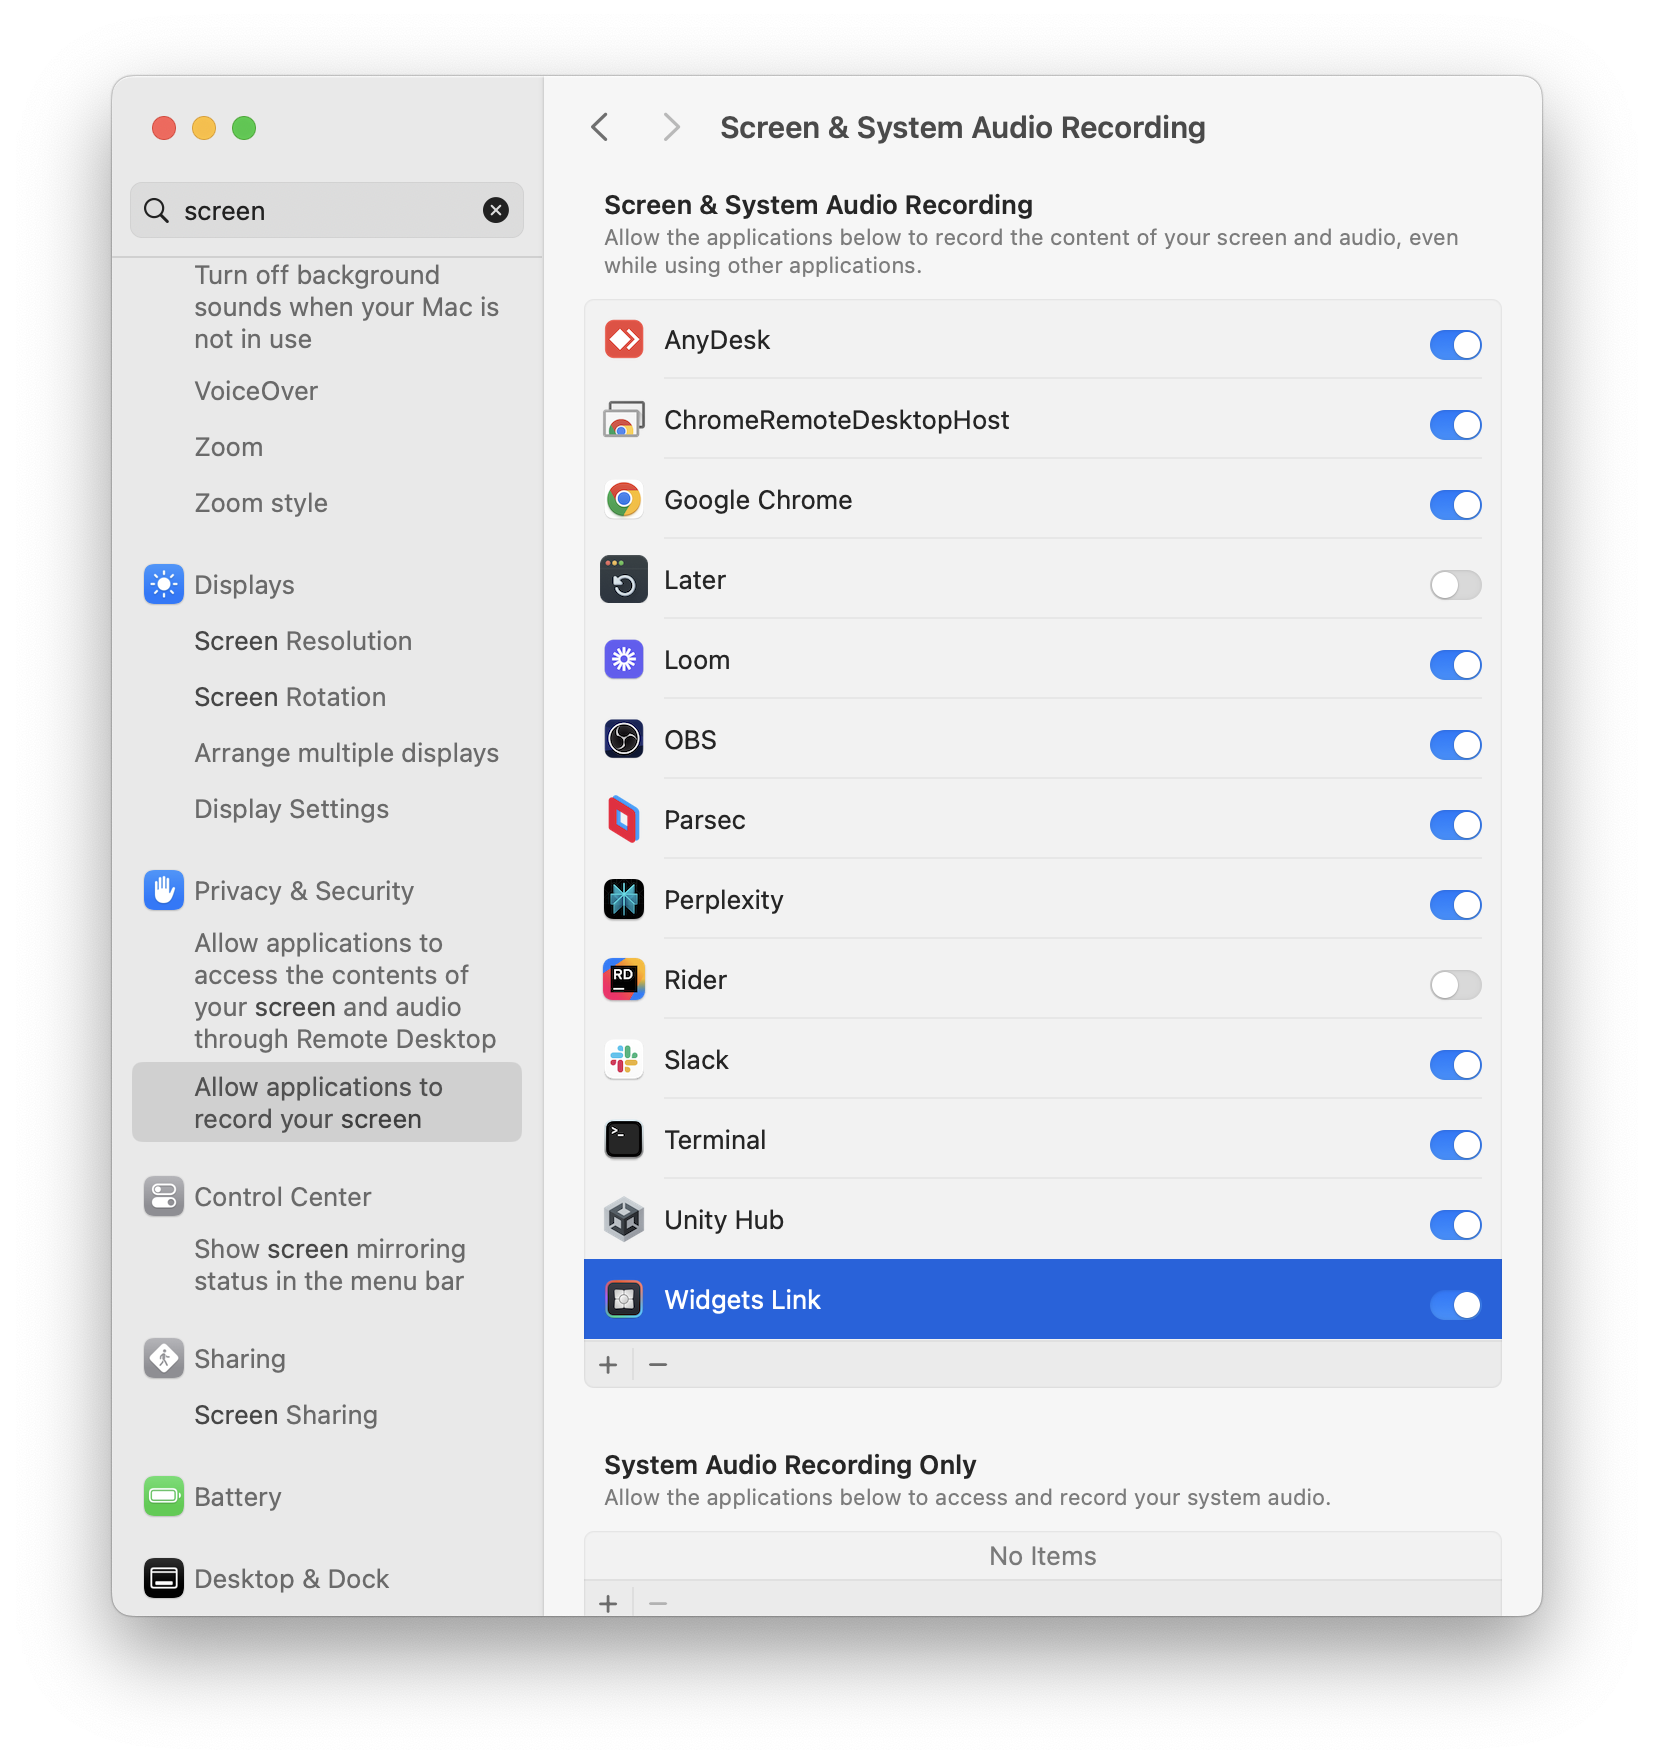 screen
Turn off background
sounds when your Mac is
not in use
VoiceOver
Zoom
Zoom style
Displays
Screen Resolution
Screen Rotation
Arrange multiple displays
Display Settings
Privacy & Security
Allow applications to
access the contents of
your screen and audio
through Remote Desktop
Allow applications to
record your screen
Control Center
Show screen mirroring
status in the menu bar
Sharing
Screen Sharing
Battery
Desktop & Dock
Screen & System Audio Recording
Screen & System Audio Recording
Allow the applications below to record the content of your screen and audio, even
while using other applications.
AnyDesk
ChromeRemoteDesktopHost
Google Chrome
Later
Loom
OBS
Parsec
Perplexity
RD
Rider
Slack
>_
Terminal
Unity Hub
Widgets Link
+ −
System Audio Recording Only
Allow the applications below to access and record your system audio.
No Items
+ −